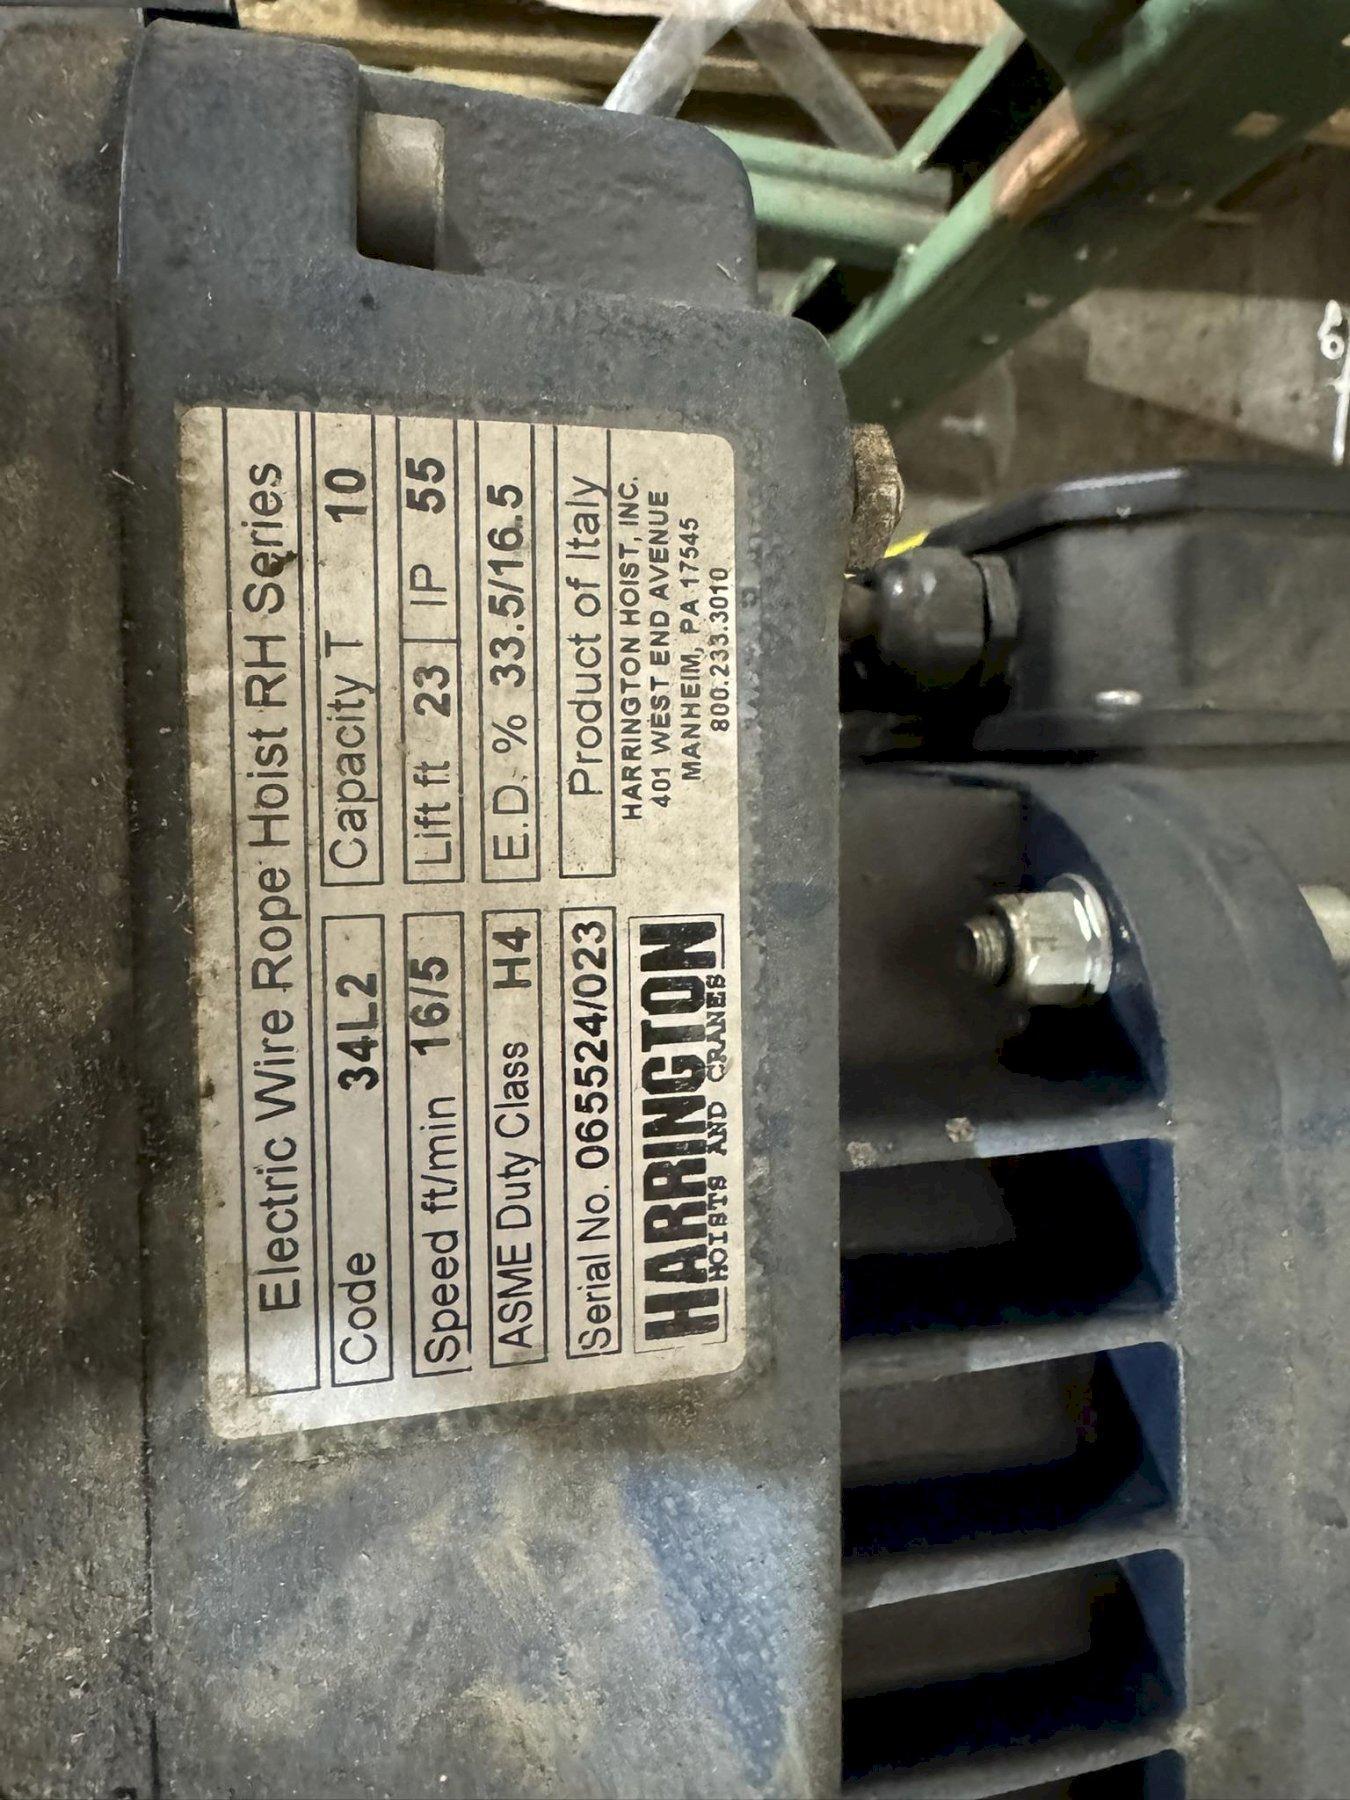 Electric Wire Rope Hoist RH Series
Code 34L2 Capacity T 10
Speed ft/min 16/5 Lift ft 23 IP 55
ASME Duty Class H4 E.D. % 33.5/16.5
Serial No. 065524/023 Product of Italy
HARRINGTON
HOISTS AND CRANES
HARRINGTON HOIST, INC.
401 WEST END AVENUE
MANHEIM, PA 17545
800.233.3010